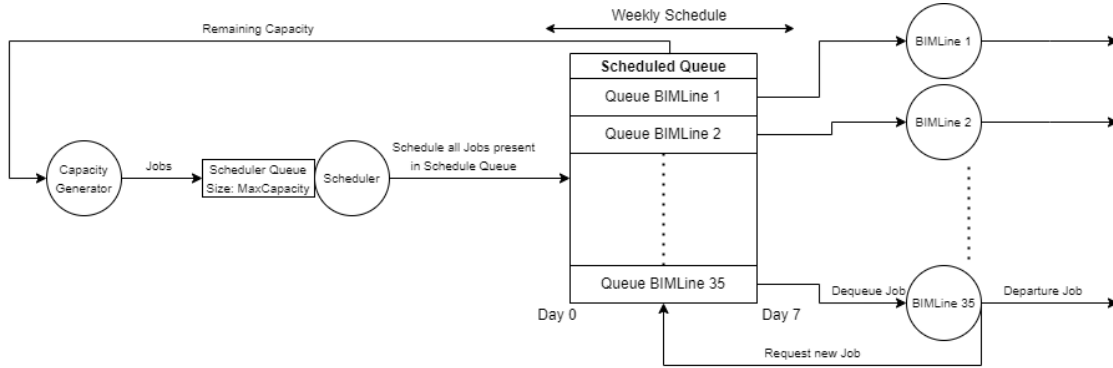 Weekly Schedule
Remaining Capacity
BIMLine 1
Scheduled Queue
Queue BIMLine 1
Queue BIMLine 2
BIMLine 2
Capacity
Generator
Jobs
Scheduler Queue
Size: MaxCapacity
Scheduler
Schedule all Jobs present
in Schedule Queue
Queue BIMLine 35
Dequeue Job
BIMLine 35
Departure Job
Day 0
Day 7
Request new Job